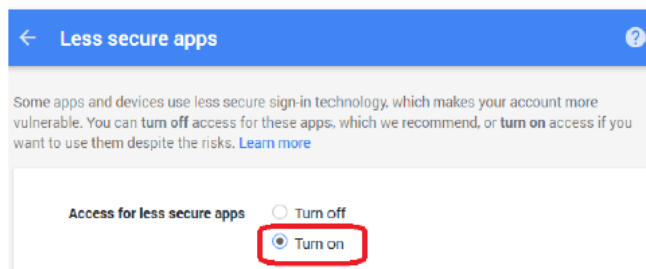 Less secure apps
Some apps and devices use less secure sign-in technology, which makes your account more
vulnerable. You can turn off access for these apps, which we recommend, or turn on access if you
want to use them despite the risks. Learn more
Access for less secure apps
Turn off
Turn on